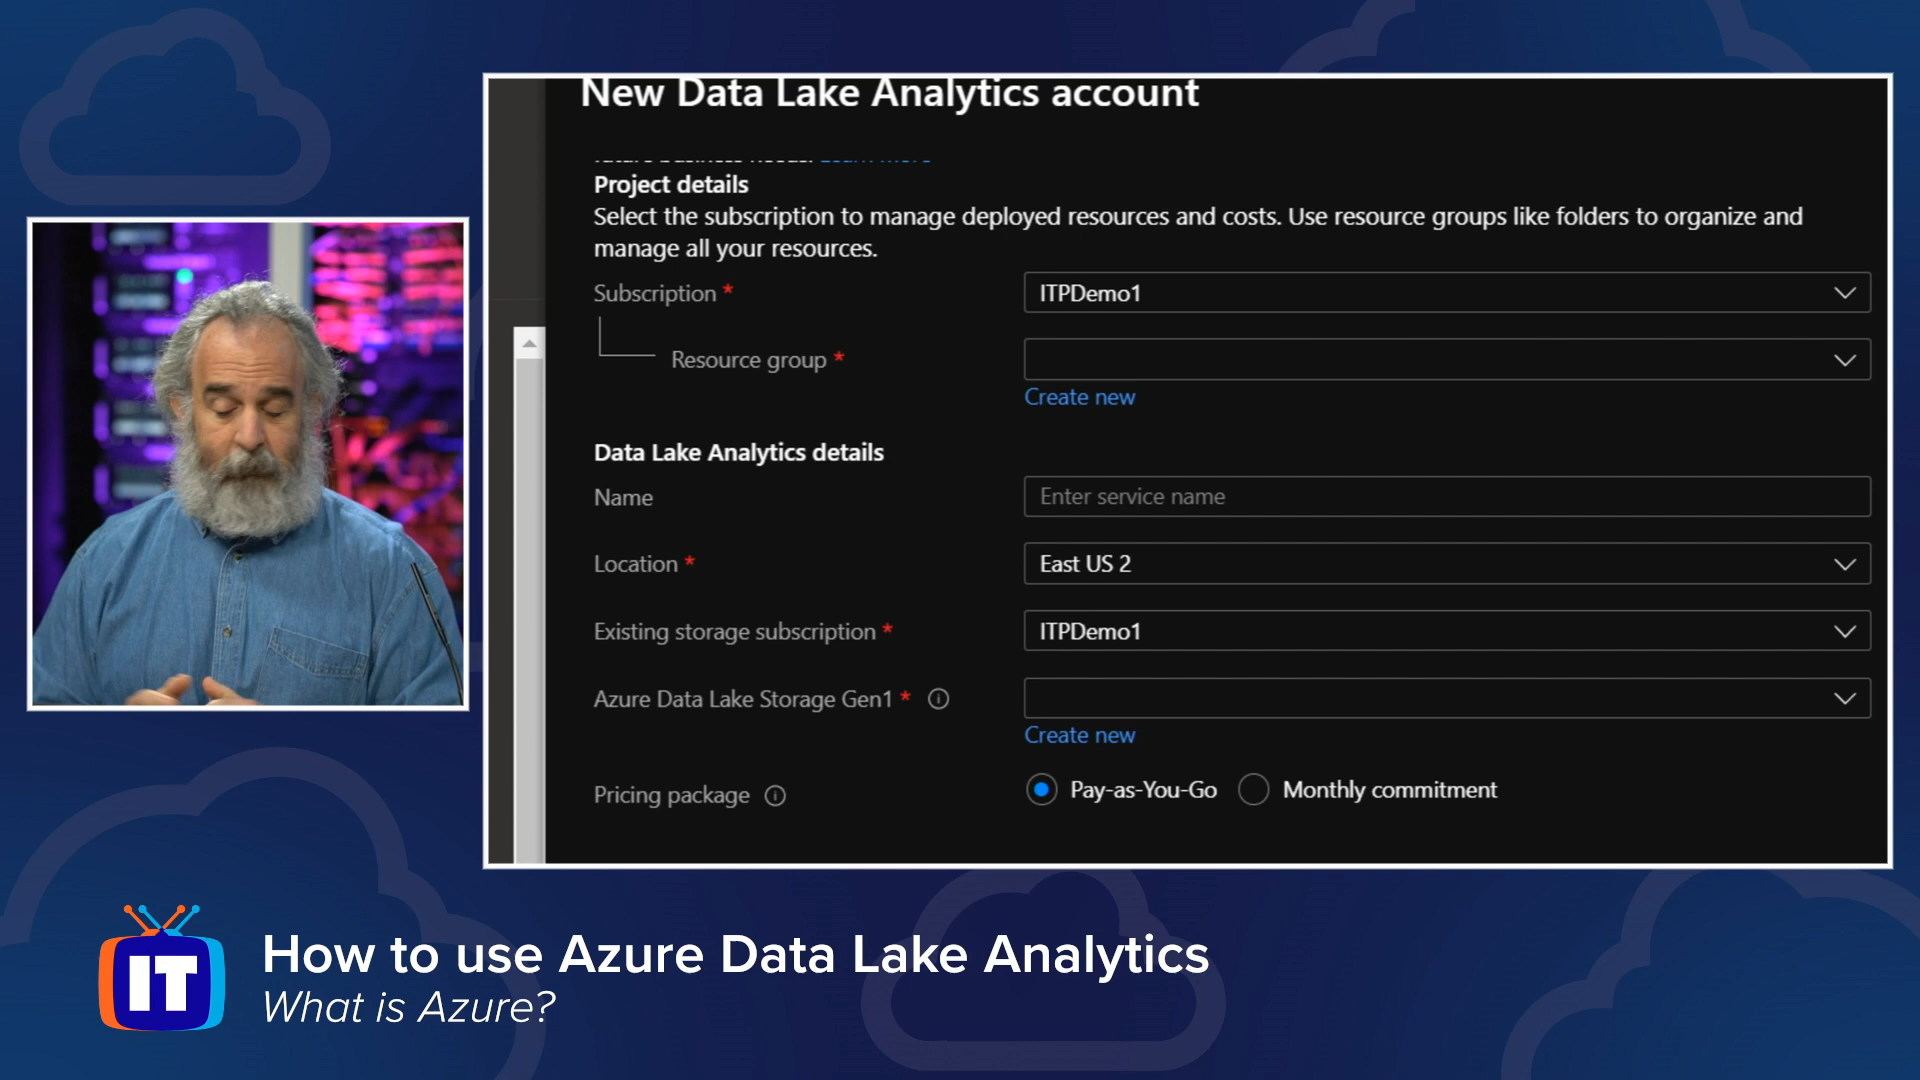 New Data Lake Analytics account
Project details
Select the subscription to manage deployed resources and costs. Use resource groups like folders to organize and
manage all your resources.
Subscription *
ITPDemo1
Resource group *
Create new
Data Lake Analytics details
Name
Enter service name
Location *
East US 2
Existing storage subscription *
ITPDemo1
Azure Data Lake Storage Gen1 *
Create new
Pricing package
Pay-as-You-Go
Monthly commitment
IT
How to use Azure Data Lake Analytics
What is Azure?